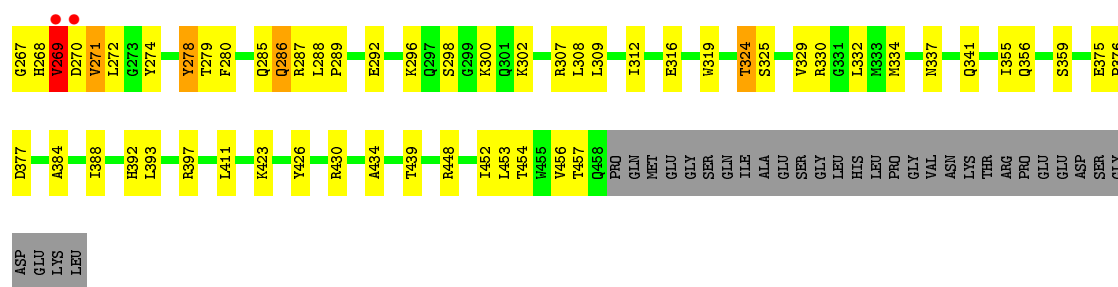 G267 H268 V269 D270 V271 L272 G273 Y274 Y278 T279 F280 Q285 Q286 R287 L288 P289 E292 K296 Q297 S298 G299 K300 Q301 K302 R307 L308 L309 I312 E316 W319 T324 S325 V329 R330 G331 L332 M333 M334 N337 Q341 I355 Q356 S359 E375 P376
D377 A384 L388 H392 L393 R397 L411 K423 Y426 R430 A434 T439 R448 I452 L453 T454 W455 V456 T457 Q458 PRO GLN MET GLU GLY SER GLN ILE ALA GLU SER GLY LEU HIS LEU PRO GLY VAL ASN LYS THR ARG PRO GLU GLU ASP SER GLY
ASP GLU LYS LEU